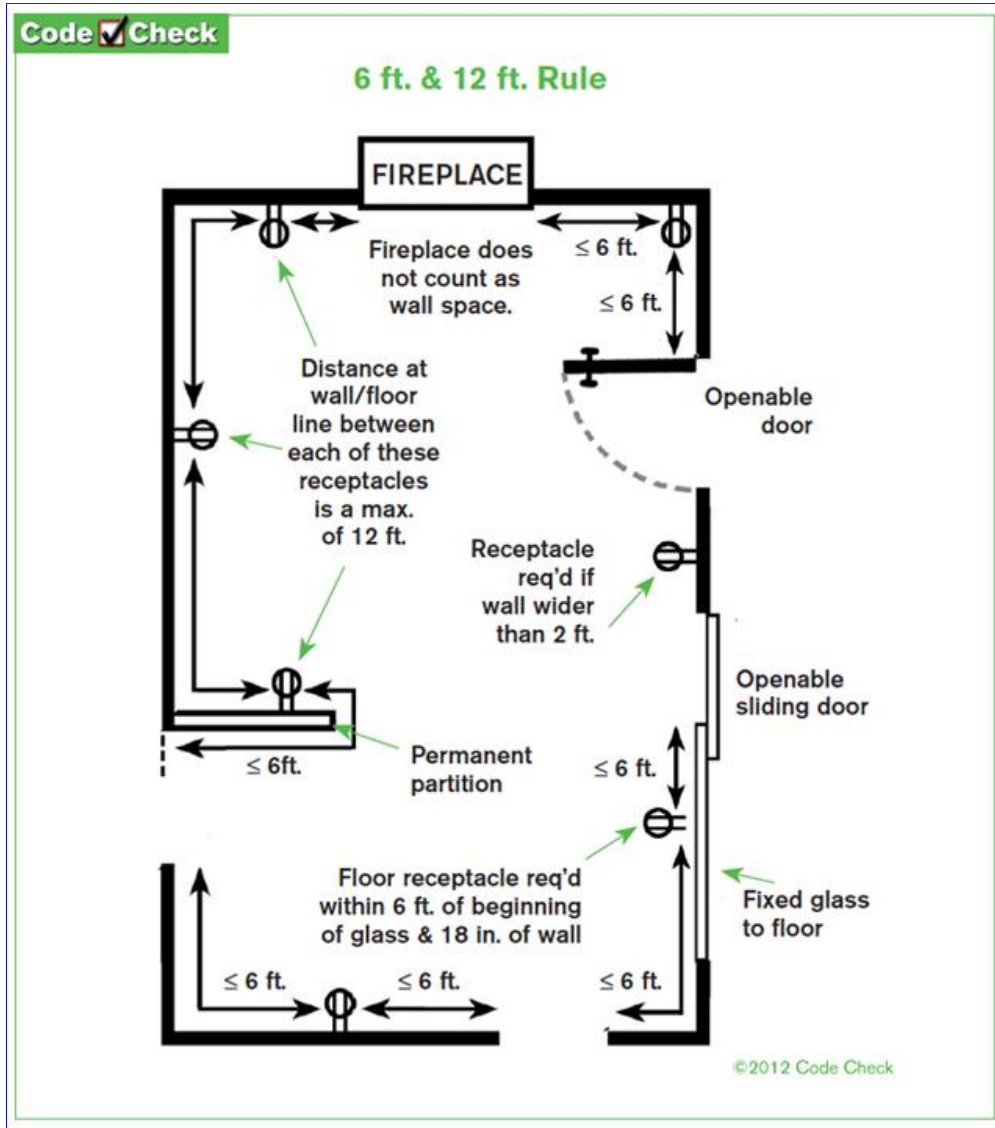 Code Check
6 ft. & 12 ft. Rule
FIREPLACE
Fireplace does
not count as
wall space.
≤ 6 ft.
≤ 6 ft.
Distance at
wall/floor
line between
each of these
receptacles
is a max.
of 12 ft.
Openable
door
Receptacle
req'd if
wall wider
than 2 ft.
Openable
sliding door
≤ 6ft.
Permanent
partition
≤ 6 ft.
Floor receptacle req'd
within 6 ft. of beginning
of glass & 18 in. of wall
Fixed glass
to floor
≤ 6 ft.
≤ 6 ft.
≤ 6 ft.
©2012 Code Check